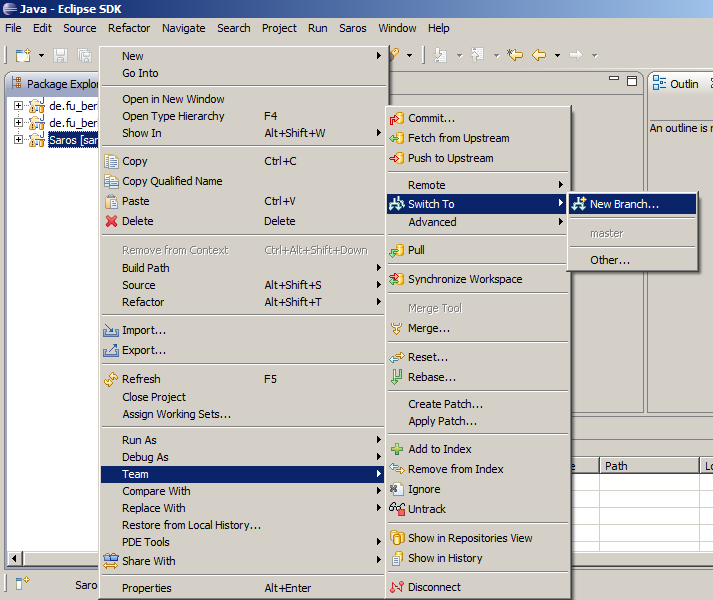 Java - Eclipse SDK
File Edit Source Refactor Navigate Search Project Run Saros Window Help
Package Explor
Outlin
de.fu_ber
de.fu_ber
Saros [sar
An outline is n
New
Go Into
Open in New Window
Open Type Hierarchy F4
Show In Alt+Shift+W
Copy Ctrl+C
Copy Qualified Name
Paste Ctrl+V
Delete Delete
Remove from Context Ctrl+Alt+Shift+Down
Build Path
Source Alt+Shift+S
Refactor Alt+Shift+T
Import...
Export...
Refresh F5
Close Project
Assign Working Sets...
Run As
Debug As
Team
Compare With
Replace With
Restore from Local History...
PDE Tools
Share With
Properties Alt+Enter
Commit...
Fetch from Upstream
Push to Upstream
Remote
Switch To
Advanced
Pull
Synchronize Workspace
Merge Tool
Merge...
Reset...
Rebase...
Create Patch...
Apply Patch...
Add to Index
Remove from Index
Ignore
Untrack
Show in Repositories View
Show in History
Disconnect
New Branch...
master
Other...
e Path Lo
Saros